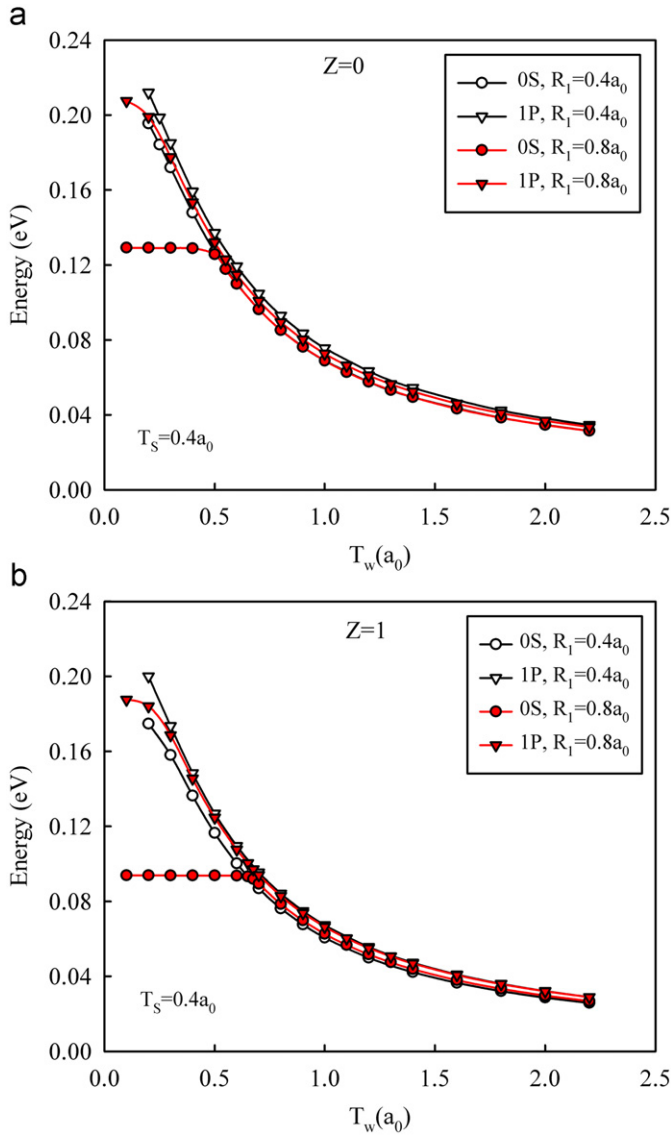 a
0.24
0.20
0.16
0.12
0.08
0.04
0.00
Energy (eV)
Z=0
0S, R₁=0.4a₀
1P, R₁=0.4a₀
0S, R₁=0.8a₀
1P, R₁=0.8a₀
Tₛ=0.4a₀
0.0 0.5 1.0 1.5 2.0 2.5
T_w(a₀)
b
0.24
0.20
0.16
0.12
0.08
0.04
0.00
Energy (eV)
Z=1
0S, R₁=0.4a₀
1P, R₁=0.4a₀
0S, R₁=0.8a₀
1P, R₁=0.8a₀
Tₛ=0.4a₀
0.0 0.5 1.0 1.5 2.0 2.5
T_w(a₀)